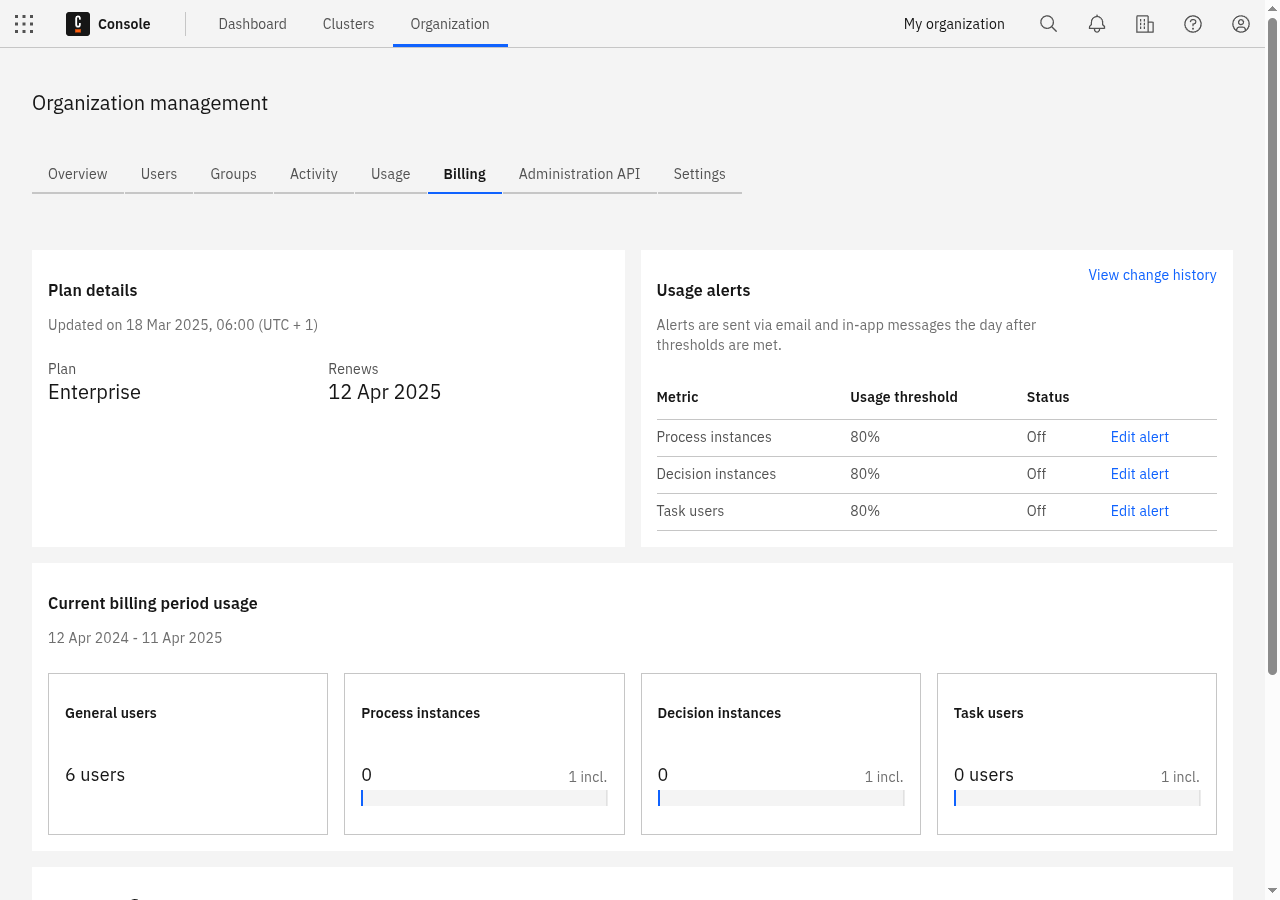 Console
Dashboard
Clusters
Organization
My organization
Organization management
Overview
Users
Groups
Activity
Usage
Billing
Administration API
Settings
Plan details
Updated on 18 Mar 2025, 06:00 (UTC + 1)
Plan
Renews
Enterprise
12 Apr 2025
View change history
Usage alerts
Alerts are sent via email and in-app messages the day after
thresholds are met.
Metric Usage threshold Status
Process instances 80% Off Edit alert
Decision instances 80% Off Edit alert
Task users 80% Off Edit alert
Current billing period usage
12 Apr 2024 - 11 Apr 2025
General users
6 users
Process instances
0 1 incl.
Decision instances
0 1 incl.
Task users
0 users 1 incl.